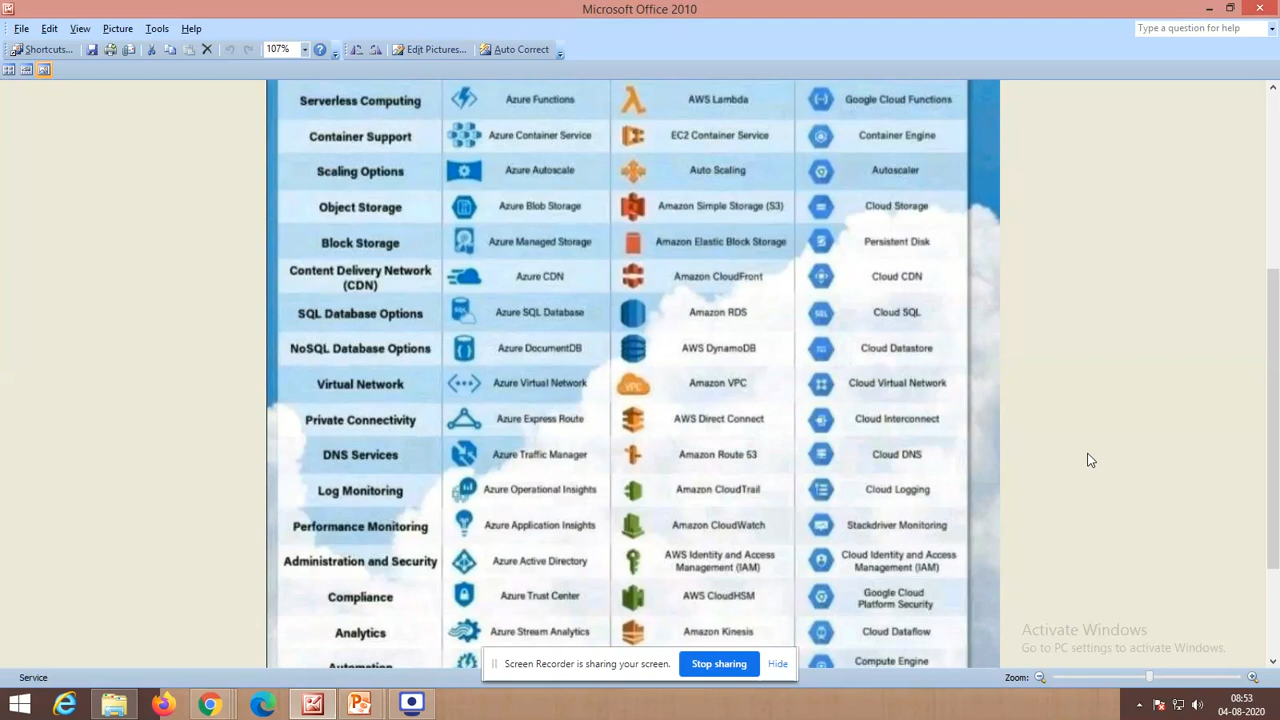 Microsoft Office 2010
File Edit View Picture Tools Help
Type a question for help
Shortcuts... 107% Edit Pictures... Auto Correct
Serverless Computing Azure Functions AWS Lambda Google Cloud Functions
Container Support Azure Container Service EC2 Container Service Container Engine
Scaling Options Azure Autoscale Auto Scaling Autoscaler
Object Storage Azure Blob Storage Amazon Simple Storage (S3) Cloud Storage
Block Storage Azure Managed Storage Amazon Elastic Block Storage Persistent Disk
Content Delivery Network
(CDN) Azure CDN Amazon CloudFront Cloud CDN
SQL Database Options Azure SQL Database Amazon RDS Cloud SQL
NoSQL Database Options Azure DocumentDB AWS DynamoDB Cloud Datastore
Virtual Network Azure Virtual Network VPC Amazon VPC Cloud Virtual Network
Private Connectivity Azure Express Route AWS Direct Connect Cloud Interconnect
DNS Services Azure Traffic Manager Amazon Route 53 Cloud DNS
Log Monitoring Azure Operational Insights Amazon CloudTrail Cloud Logging
Performance Monitoring Azure Application Insights Amazon CloudWatch Stackdriver Monitoring
Administration and Security Azure Active Directory AWS Identity and Access
Management (IAM) Cloud Identity and Access
Management (IAM)
Compliance Azure Trust Center AWS CloudHSM Google Cloud
Platform Security
Analytics Azure Stream Analytics Amazon Kinesis Cloud Dataflow
Automation Compute Engine
Screen Recorder is sharing your screen. Stop sharing Hide
Activate Windows
Go to PC settings to activate Windows.
Service Zoom:
08:53
04-08-2020